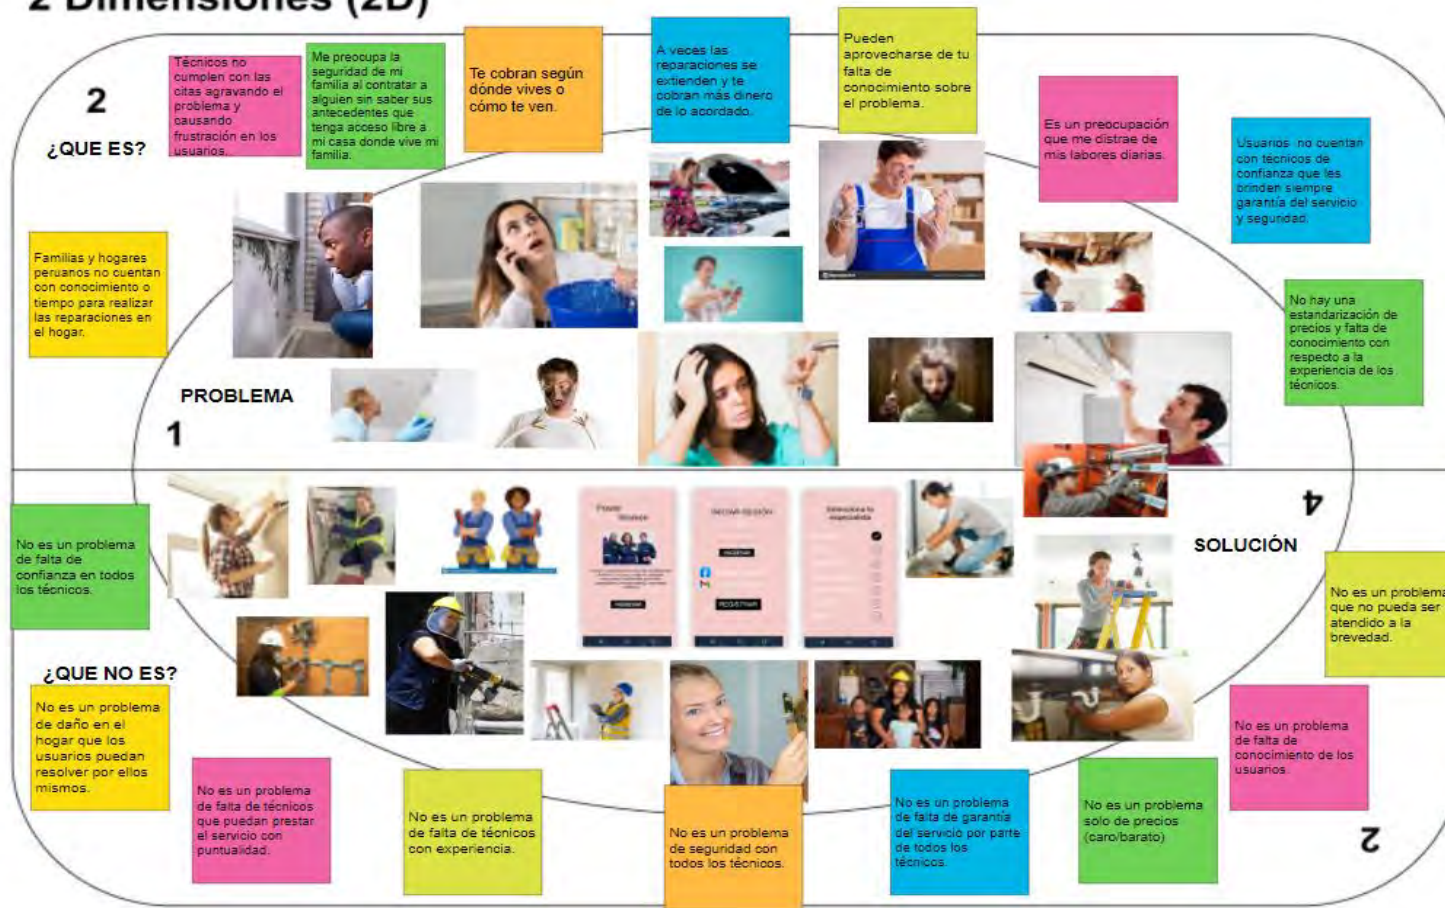 2 Dimensiones (2D)
2
¿QUE ES?
Técnicos no
cumplen con las
citas agravando el
problema y
causando
frustración en los
usuarios.
Me preocupa la
seguridad de mi
familia al contratar a
alguien sin saber sus
antecedentes que
tenga acceso libre a
mi casa donde vive mi
familia.
Te cobran según
dónde vives o
cómo te ven.
A veces las
reparaciones se
extienden y te
cobran más dinero
de lo acordado.
Pueden
aprovecharse de tu
falta de
conocimiento sobre
el problema.
Es un preocupación
que me distrae de
mis labores diarias.
Usuarios no cuentan
con técnicos de
confianza que les
brinden siempre
garantía del servicio
y seguridad.
Familias y hogares
peruanos no cuentan
con conocimiento o
tiempo para realizar
las reparaciones en
el hogar.
No hay una
estandarización de
precios y falta de
conocimiento con
respecto a la
experiencia de los
técnicos.
PROBLEMA
1
4
SOLUCIÓN
No es un problema
de falta de
confianza en todos
los técnicos.
INICIAR SESIÓN
INGRESAR
REGISTRAR
Selecciona tu
especialista
No es un problema
que no pueda ser
atendido a la
brevedad.
¿QUE NO ES?
No es un problema
de daño en el
hogar que los
usuarios puedan
resolver por ellos
mismos.
No es un problema
de falta de técnicos
que puedan prestar
el servicio con
puntualidad.
No es un problema
de falta de técnicos
con experiencia.
No es un problema
de seguridad con
todos los técnicos.
No es un problema
de falta de garantía
del servicio por parte
de todos los
técnicos.
No es un problema
solo de precios
(caro/barato)
No es un problema
de falta de
conocimiento de los
usuarios.
2